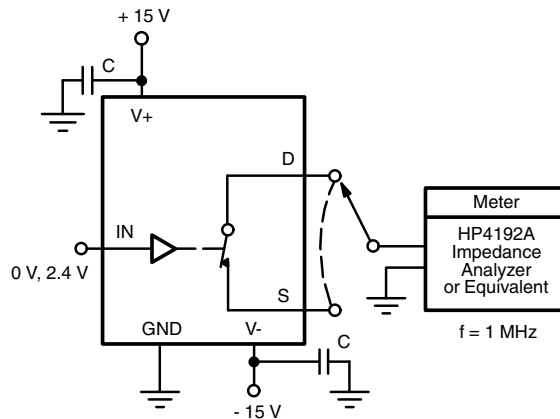 + 15 V
C
V+
D
Meter
HP4192A
Impedance
Analyzer
or Equivalent
IN
0 V, 2.4 V
S
GND
V-
C
f = 1 MHz
- 15 V